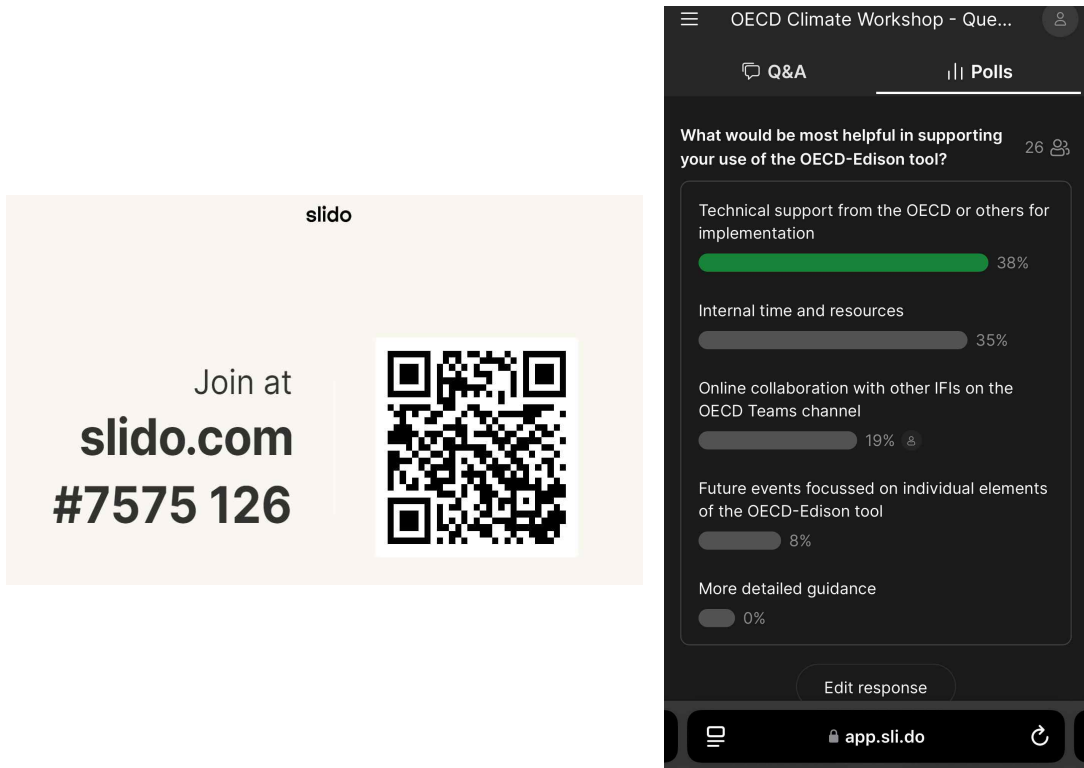 slido
Join at
slido.com
#7575 126
OECD Climate Workshop - Que...
Q&A
Polls
What would be most helpful in supporting
your use of the OECD-Edison tool?
26
Technical support from the OECD or others for
implementation
38%
Internal time and resources
35%
Online collaboration with other IFIs on the
OECD Teams channel
19%
Future events focussed on individual elements
of the OECD-Edison tool
8%
More detailed guidance
0%
Edit response
app.sli.do